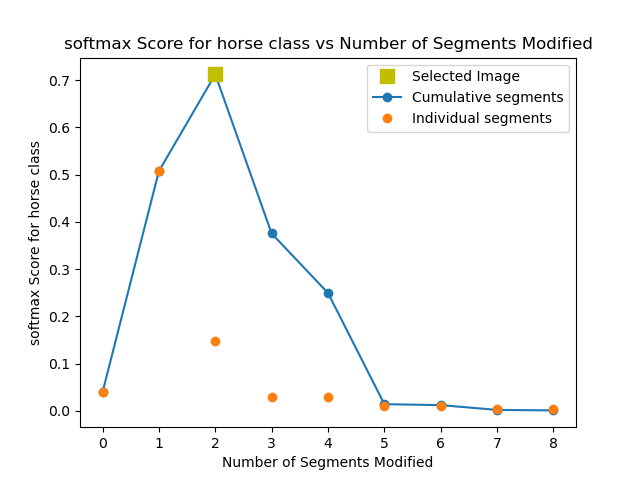 softmax Score for horse class vs Number of Segments Modified
Selected Image
Cumulative segments
Individual segments
softmax Score for horse class
0.7
0.6
0.5
0.4
0.3
0.2
0.1
0.0
0 1 2 3 4 5 6 7 8
Number of Segments Modified